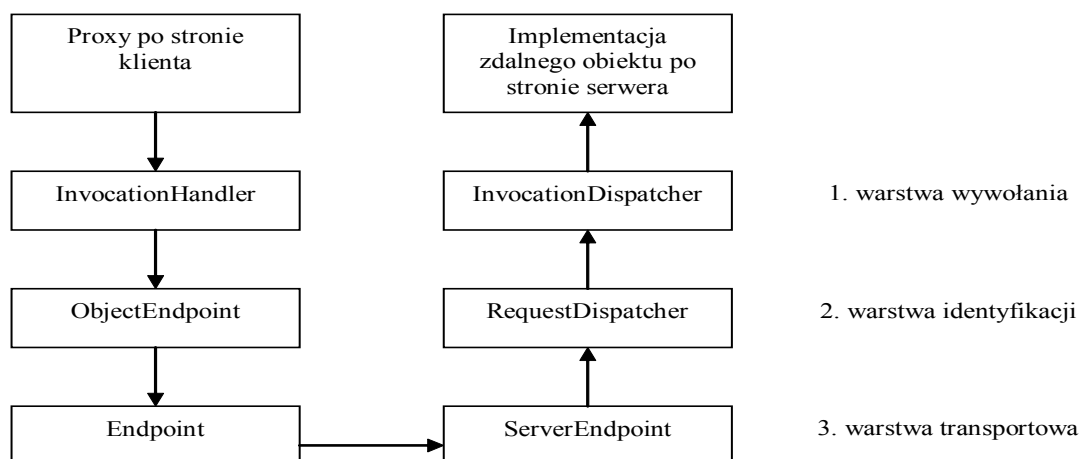 Proxy po stronie
klienta
Implementacja
zdalnego obiektu po
stronie serwera
InvocationHandler
InvocationDispatcher
1. warstwa wywołania
ObjectEndpoint
RequestDispatcher
2. warstwa identyfikacji
Endpoint
ServerEndpoint
3. warstwa transportowa